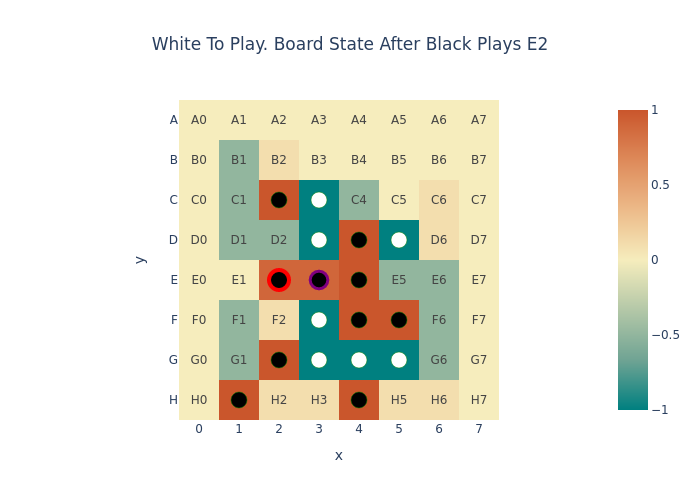 White To Play. Board State After Black Plays E2
A A0 A1 A2 A3 A4 A5 A6 A7
B B0 B1 B2 B3 B4 B5 B6 B7
C C0 C1 C4 C5 C6 C7
D D0 D1 D2 D6 D7
E E0 E1 E5 E6 E7
F F0 F1 F2 F6 F7
G G0 G1 G6 G7
H H0 H2 H3 H5 H6 H7
0 1 2 3 4 5 6 7
x
y
1
0.5
0
−0.5
−1